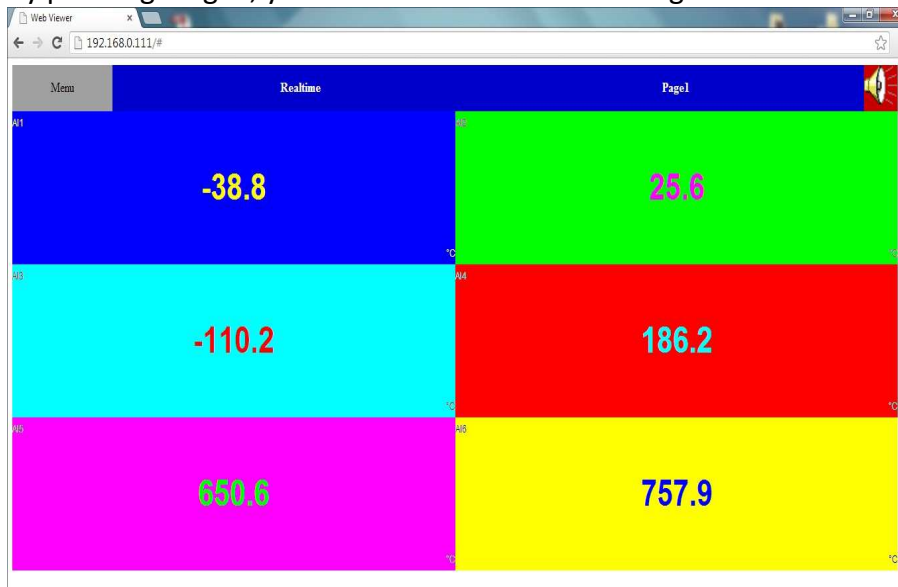 Web Viewer
192.168.0.111/#
Menu Realtime Page1
AI1
-38.8
°C
AI2
25.6
°C
AI3
-110.2
°C
AI4
186.2
°C
AI5
650.6
°C
AI6
757.9
°C